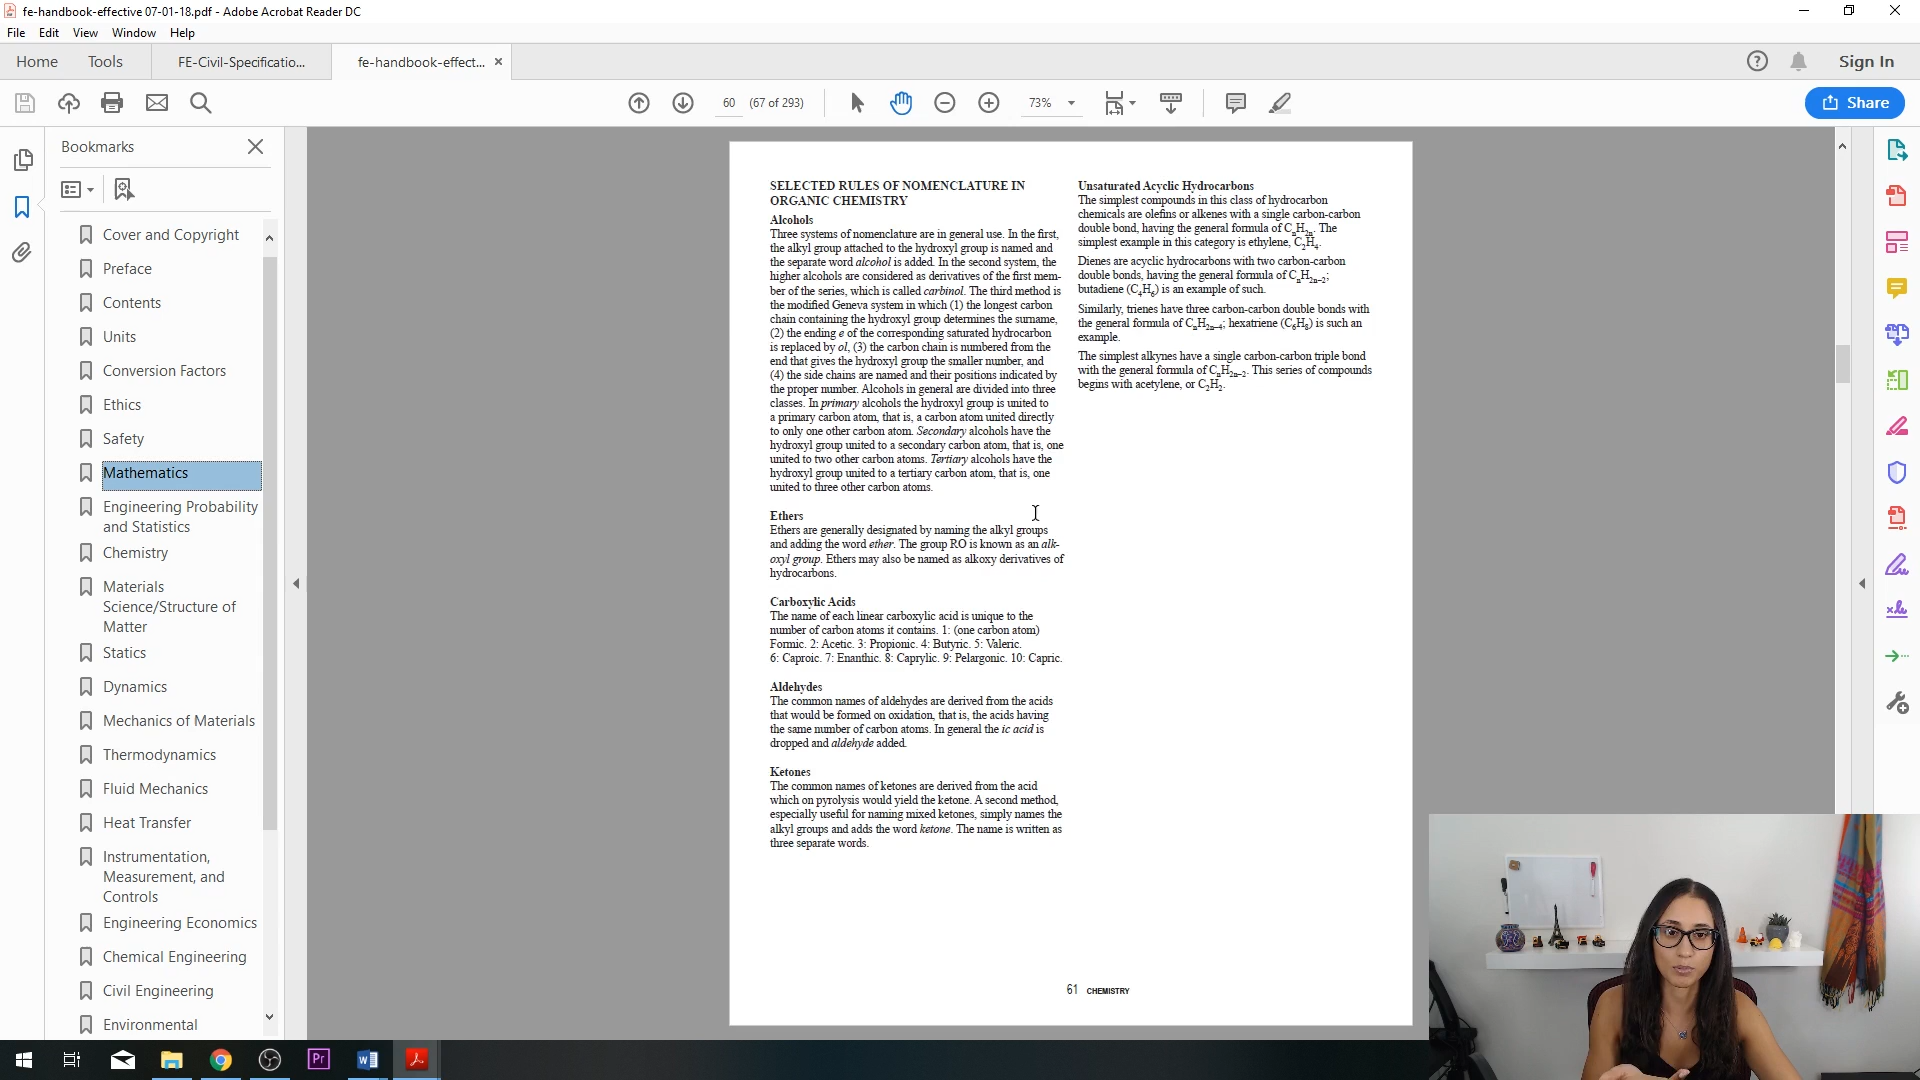 fe-handbook-effective 07-01-18.pdf - Adobe Acrobat Reader DC
File Edit View Window Help
Home Tools FE-Civil-Specificatio... fe-handbook-effect... Sign In
60 (67 of 293) 73% Share
Bookmarks
Cover and Copyright
Preface
Contents
Units
Conversion Factors
Ethics
Safety
Mathematics
Engineering Probability
and Statistics
Chemistry
Materials
Science/Structure of
Matter
Statics
Dynamics
Mechanics of Materials
Thermodynamics
Fluid Mechanics
Heat Transfer
Instrumentation,
Measurement, and
Controls
Engineering Economics
Chemical Engineering
Civil Engineering
Environmental
SELECTED RULES OF NOMENCLATURE IN
ORGANIC CHEMISTRY
Alcohols
Three systems of nomenclature are in general use. In the first,
the alkyl group attached to the hydroxyl group is named and
the separate word alcohol is added. In the second system, the
higher alcohols are considered as derivatives of the first mem-
ber of the series, which is called carbinol. The third method is
the modified Geneva system in which (1) the longest carbon
chain containing the hydroxyl group determines the surname,
(2) the ending e of the corresponding saturated hydrocarbon
is replaced by ol, (3) the carbon chain is numbered from the
end that gives the hydroxyl group the smaller number, and
(4) the side chains are named and their positions indicated by
the proper number. Alcohols in general are divided into three
classes. In primary alcohols the hydroxyl group is united to
a primary carbon atom, that is, a carbon atom united directly
to only one other carbon atom. Secondary alcohols have the
hydroxyl group united to a secondary carbon atom, that is, one
united to two other carbon atoms. Tertiary alcohols have the
hydroxyl group united to a tertiary carbon atom, that is, one
united to three other carbon atoms.
Ethers
Ethers are generally designated by naming the alkyl groups
and adding the word ether. The group RO is known as an alk-
oxyl group. Ethers may also be named as alkoxy derivatives of
hydrocarbons.
Carboxylic Acids
The name of each linear carboxylic acid is unique to the
number of carbon atoms it contains. 1: (one carbon atom)
Formic. 2: Acetic. 3: Propionic. 4: Butyric. 5: Valeric.
6: Caproic. 7: Enanthic. 8: Caprylic. 9: Pelargonic. 10: Capric.
Aldehydes
The common names of aldehydes are derived from the acids
that would be formed on oxidation, that is, the acids having
the same number of carbon atoms. In general the ic acid is
dropped and aldehyde added.
Ketones
The common names of ketones are derived from the acid
which on pyrolysis would yield the ketone. A second method,
especially useful for naming mixed ketones, simply names the
alkyl groups and adds the word ketone. The name is written as
three separate words.
Unsaturated Acyclic Hydrocarbons
The simplest compounds in this class of hydrocarbon
chemicals are olefins or alkenes with a single carbon-carbon
double bond, having the general formula of CnH2n. The
simplest example in this category is ethylene, C2H4.
Dienes are acyclic hydrocarbons with two carbon-carbon
double bonds, having the general formula of CnH2n–2;
butadiene (C4H6) is an example of such.
Similarly, trienes have three carbon-carbon double bonds with
the general formula of CnH2n–4; hexatriene (C6H8) is such an
example.
The simplest alkynes have a single carbon-carbon triple bond
with the general formula of CnH2n–2. This series of compounds
begins with acetylene, or C2H2.
61 CHEMISTRY
Pr